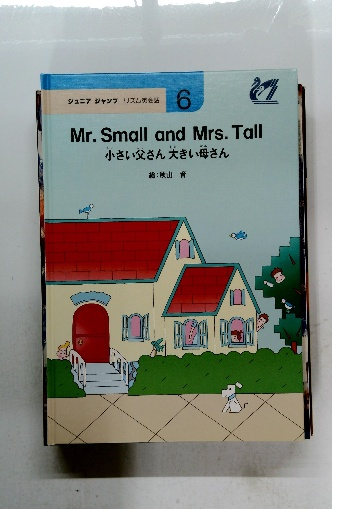 ジュニア ジャンプ リズム英会話
6
Mr. Small and Mrs. Tall
小さい父さん 大きい母さん
絵:秋山 育